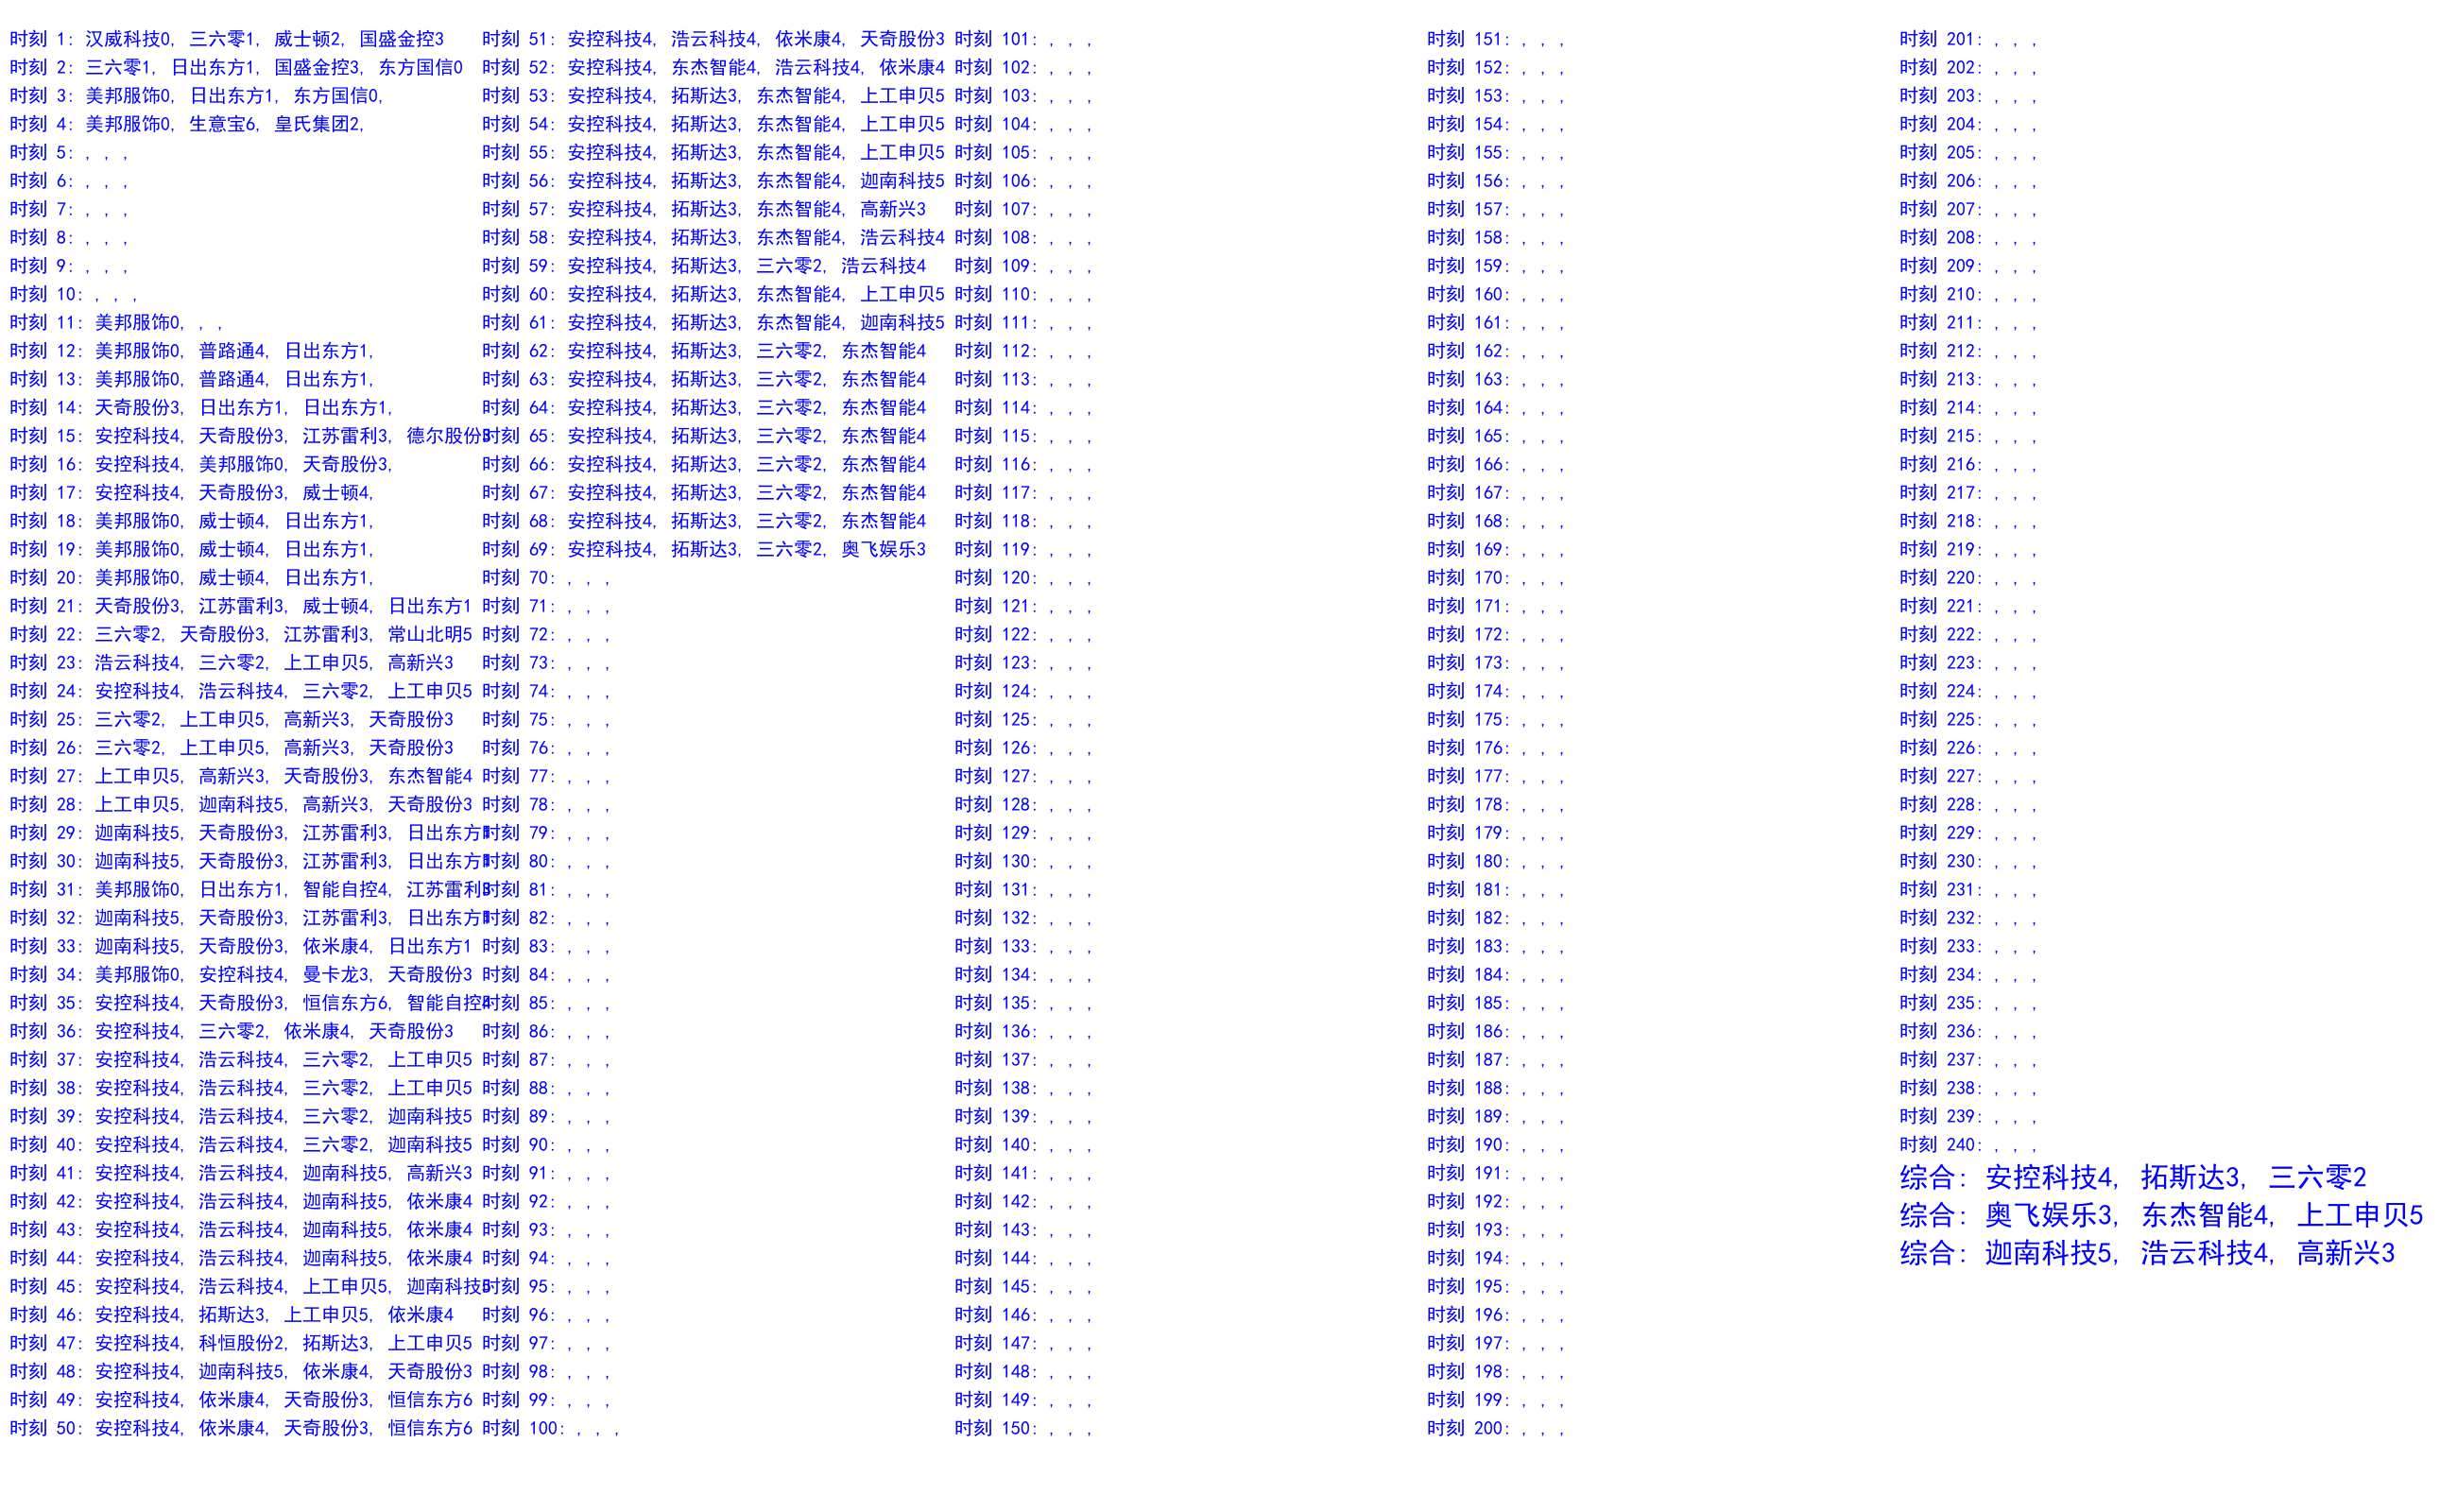 时刻 1: 汉威科技0, 三六零1, 威士顿2, 国盛金控3
时刻 2: 三六零1, 日出东方1, 国盛金控3, 东方国信0
时刻 3: 美邦服饰0, 日出东方1, 东方国信0,
时刻 4: 美邦服饰0, 生意宝6, 皇氏集团2,
时刻 5: , , ,
时刻 6: , , ,
时刻 7: , , ,
时刻 8: , , ,
时刻 9: , , ,
时刻 10: , , ,
时刻 11: 美邦服饰0, , ,
时刻 12: 美邦服饰0, 普路通4, 日出东方1,
时刻 13: 美邦服饰0, 普路通4, 日出东方1,
时刻 14: 天奇股份3, 日出东方1, 日出东方1,
时刻 15: 安控科技4, 天奇股份3, 江苏雷利3, 德尔股份3
时刻 16: 安控科技4, 美邦服饰0, 天奇股份3,
时刻 17: 安控科技4, 天奇股份3, 威士顿4,
时刻 18: 美邦服饰0, 威士顿4, 日出东方1,
时刻 19: 美邦服饰0, 威士顿4, 日出东方1,
时刻 20: 美邦服饰0, 威士顿4, 日出东方1,
时刻 21: 天奇股份3, 江苏雷利3, 威士顿4, 日出东方1
时刻 22: 三六零2, 天奇股份3, 江苏雷利3, 常山北明5
时刻 23: 浩云科技4, 三六零2, 上工申贝5, 高新兴3
时刻 24: 安控科技4, 浩云科技4, 三六零2, 上工申贝5
时刻 25: 三六零2, 上工申贝5, 高新兴3, 天奇股份3
时刻 26: 三六零2, 上工申贝5, 高新兴3, 天奇股份3
时刻 27: 上工申贝5, 高新兴3, 天奇股份3, 东杰智能4
时刻 28: 上工申贝5, 迦南科技5, 高新兴3, 天奇股份3
时刻 29: 迦南科技5, 天奇股份3, 江苏雷利3, 日出东方1
时刻 30: 迦南科技5, 天奇股份3, 江苏雷利3, 日出东方1
时刻 31: 美邦服饰0, 日出东方1, 智能自控4, 江苏雷利3
时刻 32: 迦南科技5, 天奇股份3, 江苏雷利3, 日出东方1
时刻 33: 迦南科技5, 天奇股份3, 依米康4, 日出东方1
时刻 34: 美邦服饰0, 安控科技4, 曼卡龙3, 天奇股份3
时刻 35: 安控科技4, 天奇股份3, 恒信东方6, 智能自控4
时刻 36: 安控科技4, 三六零2, 依米康4, 天奇股份3
时刻 37: 安控科技4, 浩云科技4, 三六零2, 上工申贝5
时刻 38: 安控科技4, 浩云科技4, 三六零2, 上工申贝5
时刻 39: 安控科技4, 浩云科技4, 三六零2, 迦南科技5
时刻 40: 安控科技4, 浩云科技4, 三六零2, 迦南科技5
时刻 41: 安控科技4, 浩云科技4, 迦南科技5, 高新兴3
时刻 42: 安控科技4, 浩云科技4, 迦南科技5, 依米康4
时刻 43: 安控科技4, 浩云科技4, 迦南科技5, 依米康4
时刻 44: 安控科技4, 浩云科技4, 迦南科技5, 依米康4
时刻 45: 安控科技4, 浩云科技4, 上工申贝5, 迦南科技5
时刻 46: 安控科技4, 拓斯达3, 上工申贝5, 依米康4
时刻 47: 安控科技4, 科恒股份2, 拓斯达3, 上工申贝5
时刻 48: 安控科技4, 迦南科技5, 依米康4, 天奇股份3
时刻 49: 安控科技4, 依米康4, 天奇股份3, 恒信东方6
时刻 50: 安控科技4, 依米康4, 天奇股份3, 恒信东方6
时刻 51: 安控科技4, 浩云科技4, 依米康4, 天奇股份3
时刻 52: 安控科技4, 东杰智能4, 浩云科技4, 依米康4
时刻 53: 安控科技4, 拓斯达3, 东杰智能4, 上工申贝5
时刻 54: 安控科技4, 拓斯达3, 东杰智能4, 上工申贝5
时刻 55: 安控科技4, 拓斯达3, 东杰智能4, 上工申贝5
时刻 56: 安控科技4, 拓斯达3, 东杰智能4, 迦南科技5
时刻 57: 安控科技4, 拓斯达3, 东杰智能4, 高新兴3
时刻 58: 安控科技4, 拓斯达3, 东杰智能4, 浩云科技4
时刻 59: 安控科技4, 拓斯达3, 三六零2, 浩云科技4
时刻 60: 安控科技4, 拓斯达3, 东杰智能4, 上工申贝5
时刻 61: 安控科技4, 拓斯达3, 东杰智能4, 迦南科技5
时刻 62: 安控科技4, 拓斯达3, 三六零2, 东杰智能4
时刻 63: 安控科技4, 拓斯达3, 三六零2, 东杰智能4
时刻 64: 安控科技4, 拓斯达3, 三六零2, 东杰智能4
时刻 65: 安控科技4, 拓斯达3, 三六零2, 东杰智能4
时刻 66: 安控科技4, 拓斯达3, 三六零2, 东杰智能4
时刻 67: 安控科技4, 拓斯达3, 三六零2, 东杰智能4
时刻 68: 安控科技4, 拓斯达3, 三六零2, 东杰智能4
时刻 69: 安控科技4, 拓斯达3, 三六零2, 奥飞娱乐3
时刻 70: , , ,
时刻 71: , , ,
时刻 72: , , ,
时刻 73: , , ,
时刻 74: , , ,
时刻 75: , , ,
时刻 76: , , ,
时刻 77: , , ,
时刻 78: , , ,
时刻 79: , , ,
时刻 80: , , ,
时刻 81: , , ,
时刻 82: , , ,
时刻 83: , , ,
时刻 84: , , ,
时刻 85: , , ,
时刻 86: , , ,
时刻 87: , , ,
时刻 88: , , ,
时刻 89: , , ,
时刻 90: , , ,
时刻 91: , , ,
时刻 92: , , ,
时刻 93: , , ,
时刻 94: , , ,
时刻 95: , , ,
时刻 96: , , ,
时刻 97: , , ,
时刻 98: , , ,
时刻 99: , , ,
时刻 100: , , ,
时刻 101: , , ,
时刻 102: , , ,
时刻 103: , , ,
时刻 104: , , ,
时刻 105: , , ,
时刻 106: , , ,
时刻 107: , , ,
时刻 108: , , ,
时刻 109: , , ,
时刻 110: , , ,
时刻 111: , , ,
时刻 112: , , ,
时刻 113: , , ,
时刻 114: , , ,
时刻 115: , , ,
时刻 116: , , ,
时刻 117: , , ,
时刻 118: , , ,
时刻 119: , , ,
时刻 120: , , ,
时刻 121: , , ,
时刻 122: , , ,
时刻 123: , , ,
时刻 124: , , ,
时刻 125: , , ,
时刻 126: , , ,
时刻 127: , , ,
时刻 128: , , ,
时刻 129: , , ,
时刻 130: , , ,
时刻 131: , , ,
时刻 132: , , ,
时刻 133: , , ,
时刻 134: , , ,
时刻 135: , , ,
时刻 136: , , ,
时刻 137: , , ,
时刻 138: , , ,
时刻 139: , , ,
时刻 140: , , ,
时刻 141: , , ,
时刻 142: , , ,
时刻 143: , , ,
时刻 144: , , ,
时刻 145: , , ,
时刻 146: , , ,
时刻 147: , , ,
时刻 148: , , ,
时刻 149: , , ,
时刻 150: , , ,
时刻 151: , , ,
时刻 152: , , ,
时刻 153: , , ,
时刻 154: , , ,
时刻 155: , , ,
时刻 156: , , ,
时刻 157: , , ,
时刻 158: , , ,
时刻 159: , , ,
时刻 160: , , ,
时刻 161: , , ,
时刻 162: , , ,
时刻 163: , , ,
时刻 164: , , ,
时刻 165: , , ,
时刻 166: , , ,
时刻 167: , , ,
时刻 168: , , ,
时刻 169: , , ,
时刻 170: , , ,
时刻 171: , , ,
时刻 172: , , ,
时刻 173: , , ,
时刻 174: , , ,
时刻 175: , , ,
时刻 176: , , ,
时刻 177: , , ,
时刻 178: , , ,
时刻 179: , , ,
时刻 180: , , ,
时刻 181: , , ,
时刻 182: , , ,
时刻 183: , , ,
时刻 184: , , ,
时刻 185: , , ,
时刻 186: , , ,
时刻 187: , , ,
时刻 188: , , ,
时刻 189: , , ,
时刻 190: , , ,
时刻 191: , , ,
时刻 192: , , ,
时刻 193: , , ,
时刻 194: , , ,
时刻 195: , , ,
时刻 196: , , ,
时刻 197: , , ,
时刻 198: , , ,
时刻 199: , , ,
时刻 200: , , ,
时刻 201: , , ,
时刻 202: , , ,
时刻 203: , , ,
时刻 204: , , ,
时刻 205: , , ,
时刻 206: , , ,
时刻 207: , , ,
时刻 208: , , ,
时刻 209: , , ,
时刻 210: , , ,
时刻 211: , , ,
时刻 212: , , ,
时刻 213: , , ,
时刻 214: , , ,
时刻 215: , , ,
时刻 216: , , ,
时刻 217: , , ,
时刻 218: , , ,
时刻 219: , , ,
时刻 220: , , ,
时刻 221: , , ,
时刻 222: , , ,
时刻 223: , , ,
时刻 224: , , ,
时刻 225: , , ,
时刻 226: , , ,
时刻 227: , , ,
时刻 228: , , ,
时刻 229: , , ,
时刻 230: , , ,
时刻 231: , , ,
时刻 232: , , ,
时刻 233: , , ,
时刻 234: , , ,
时刻 235: , , ,
时刻 236: , , ,
时刻 237: , , ,
时刻 238: , , ,
时刻 239: , , ,
时刻 240: , , ,
综合: 安控科技4, 拓斯达3, 三六零2
综合: 奥飞娱乐3, 东杰智能4, 上工申贝5
综合: 迦南科技5, 浩云科技4, 高新兴3